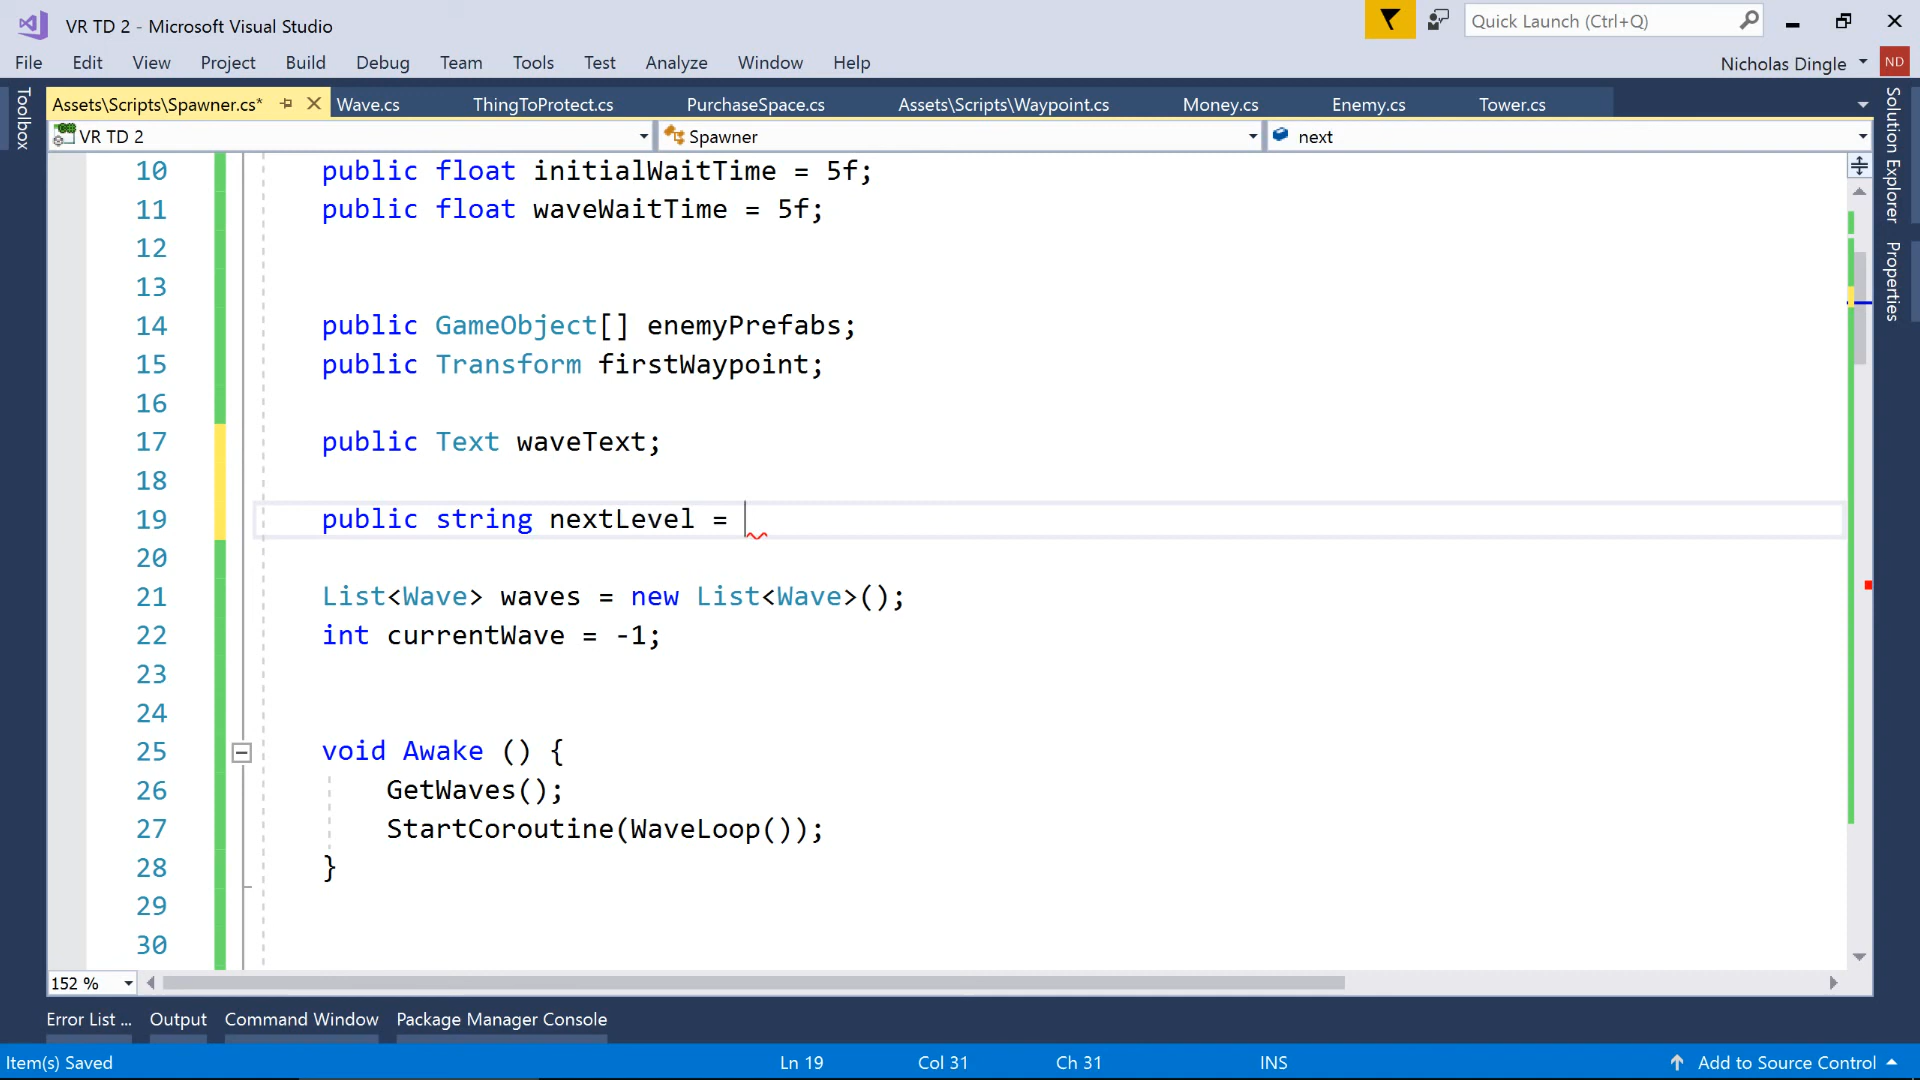 VR TD 2 - Microsoft Visual Studio
Quick Launch (Ctrl+Q)
File Edit View Project Build Debug Team Tools Test Analyze Window Help
Nicholas Dingle ND
Toolbox
Assets\Scripts\Spawner.cs* Wave.cs ThingToProtect.cs PurchaseSpace.cs Assets\Scripts\Waypoint.cs Money.cs Enemy.cs Tower.cs
VR TD 2 Spawner next
Solution Explorer
Properties
10 public float initialWaitTime = 5f;
11 public float waveWaitTime = 5f;
12
13
14 public GameObject[] enemyPrefabs;
15 public Transform firstWaypoint;
16
17 public Text waveText;
18
19 public string nextLevel =
20
21 List<Wave> waves = new List<Wave>();
22 int currentWave = -1;
23
24
25 void Awake () {
26 GetWaves();
27 StartCoroutine(WaveLoop());
28 }
29
30
152 %
Error List ... Output Command Window Package Manager Console
Item(s) Saved Ln 19 Col 31 Ch 31 INS Add to Source Control